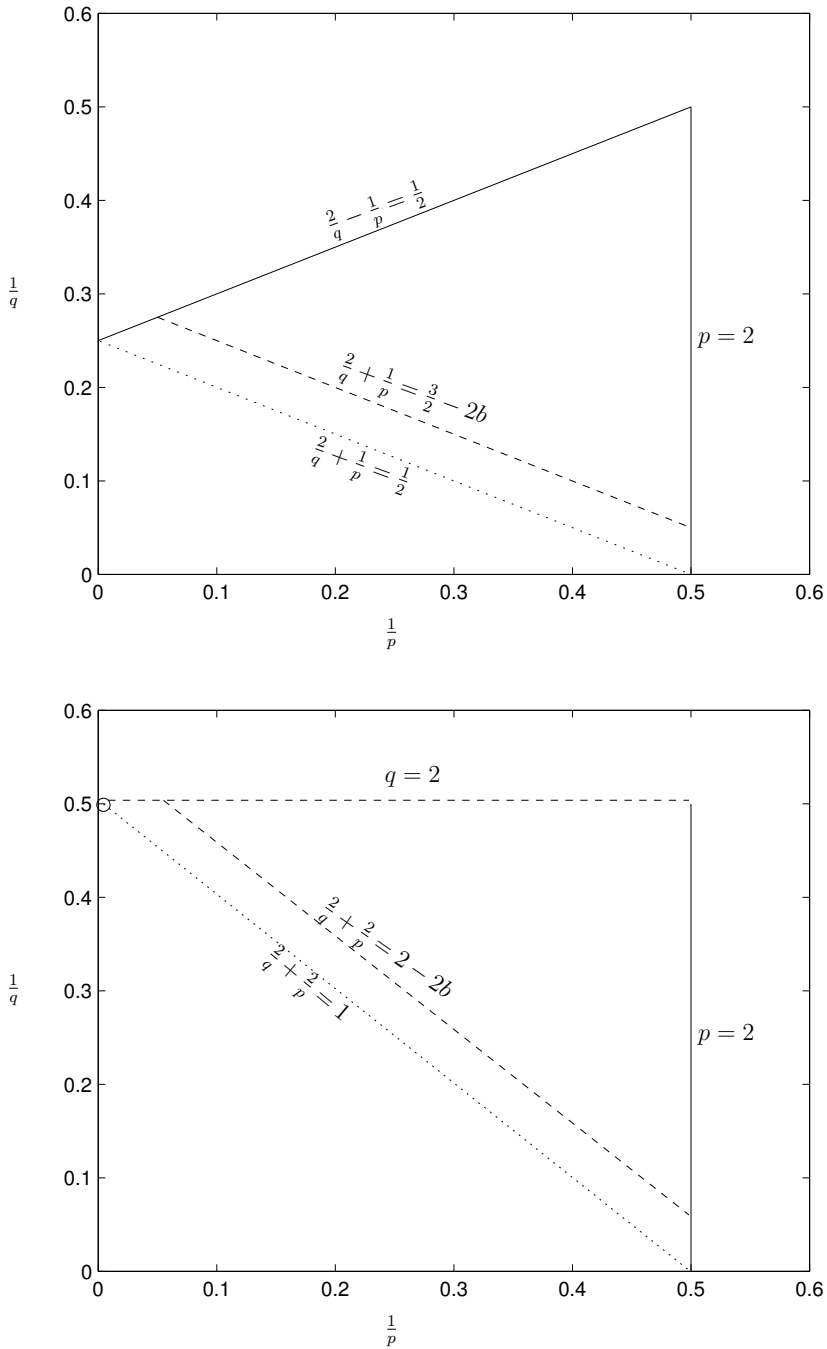 0.6
0.5
0.4
0.3
0.2
0.1
0
0 0.1 0.2 0.3 0.4 0.5 0.6
1/q
1/p
2/q − 1/p = 1/2
p = 2
2/q + 1/p = 3/2 − 2b
2/q + 1/p = 1/2
0.6
0.5
0.4
0.3
0.2
0.1
0
0 0.1 0.2 0.3 0.4 0.5 0.6
1/q
1/p
q = 2
2/q + 2/p = 2 − 2b
2/q + 2/p = 1
p = 2